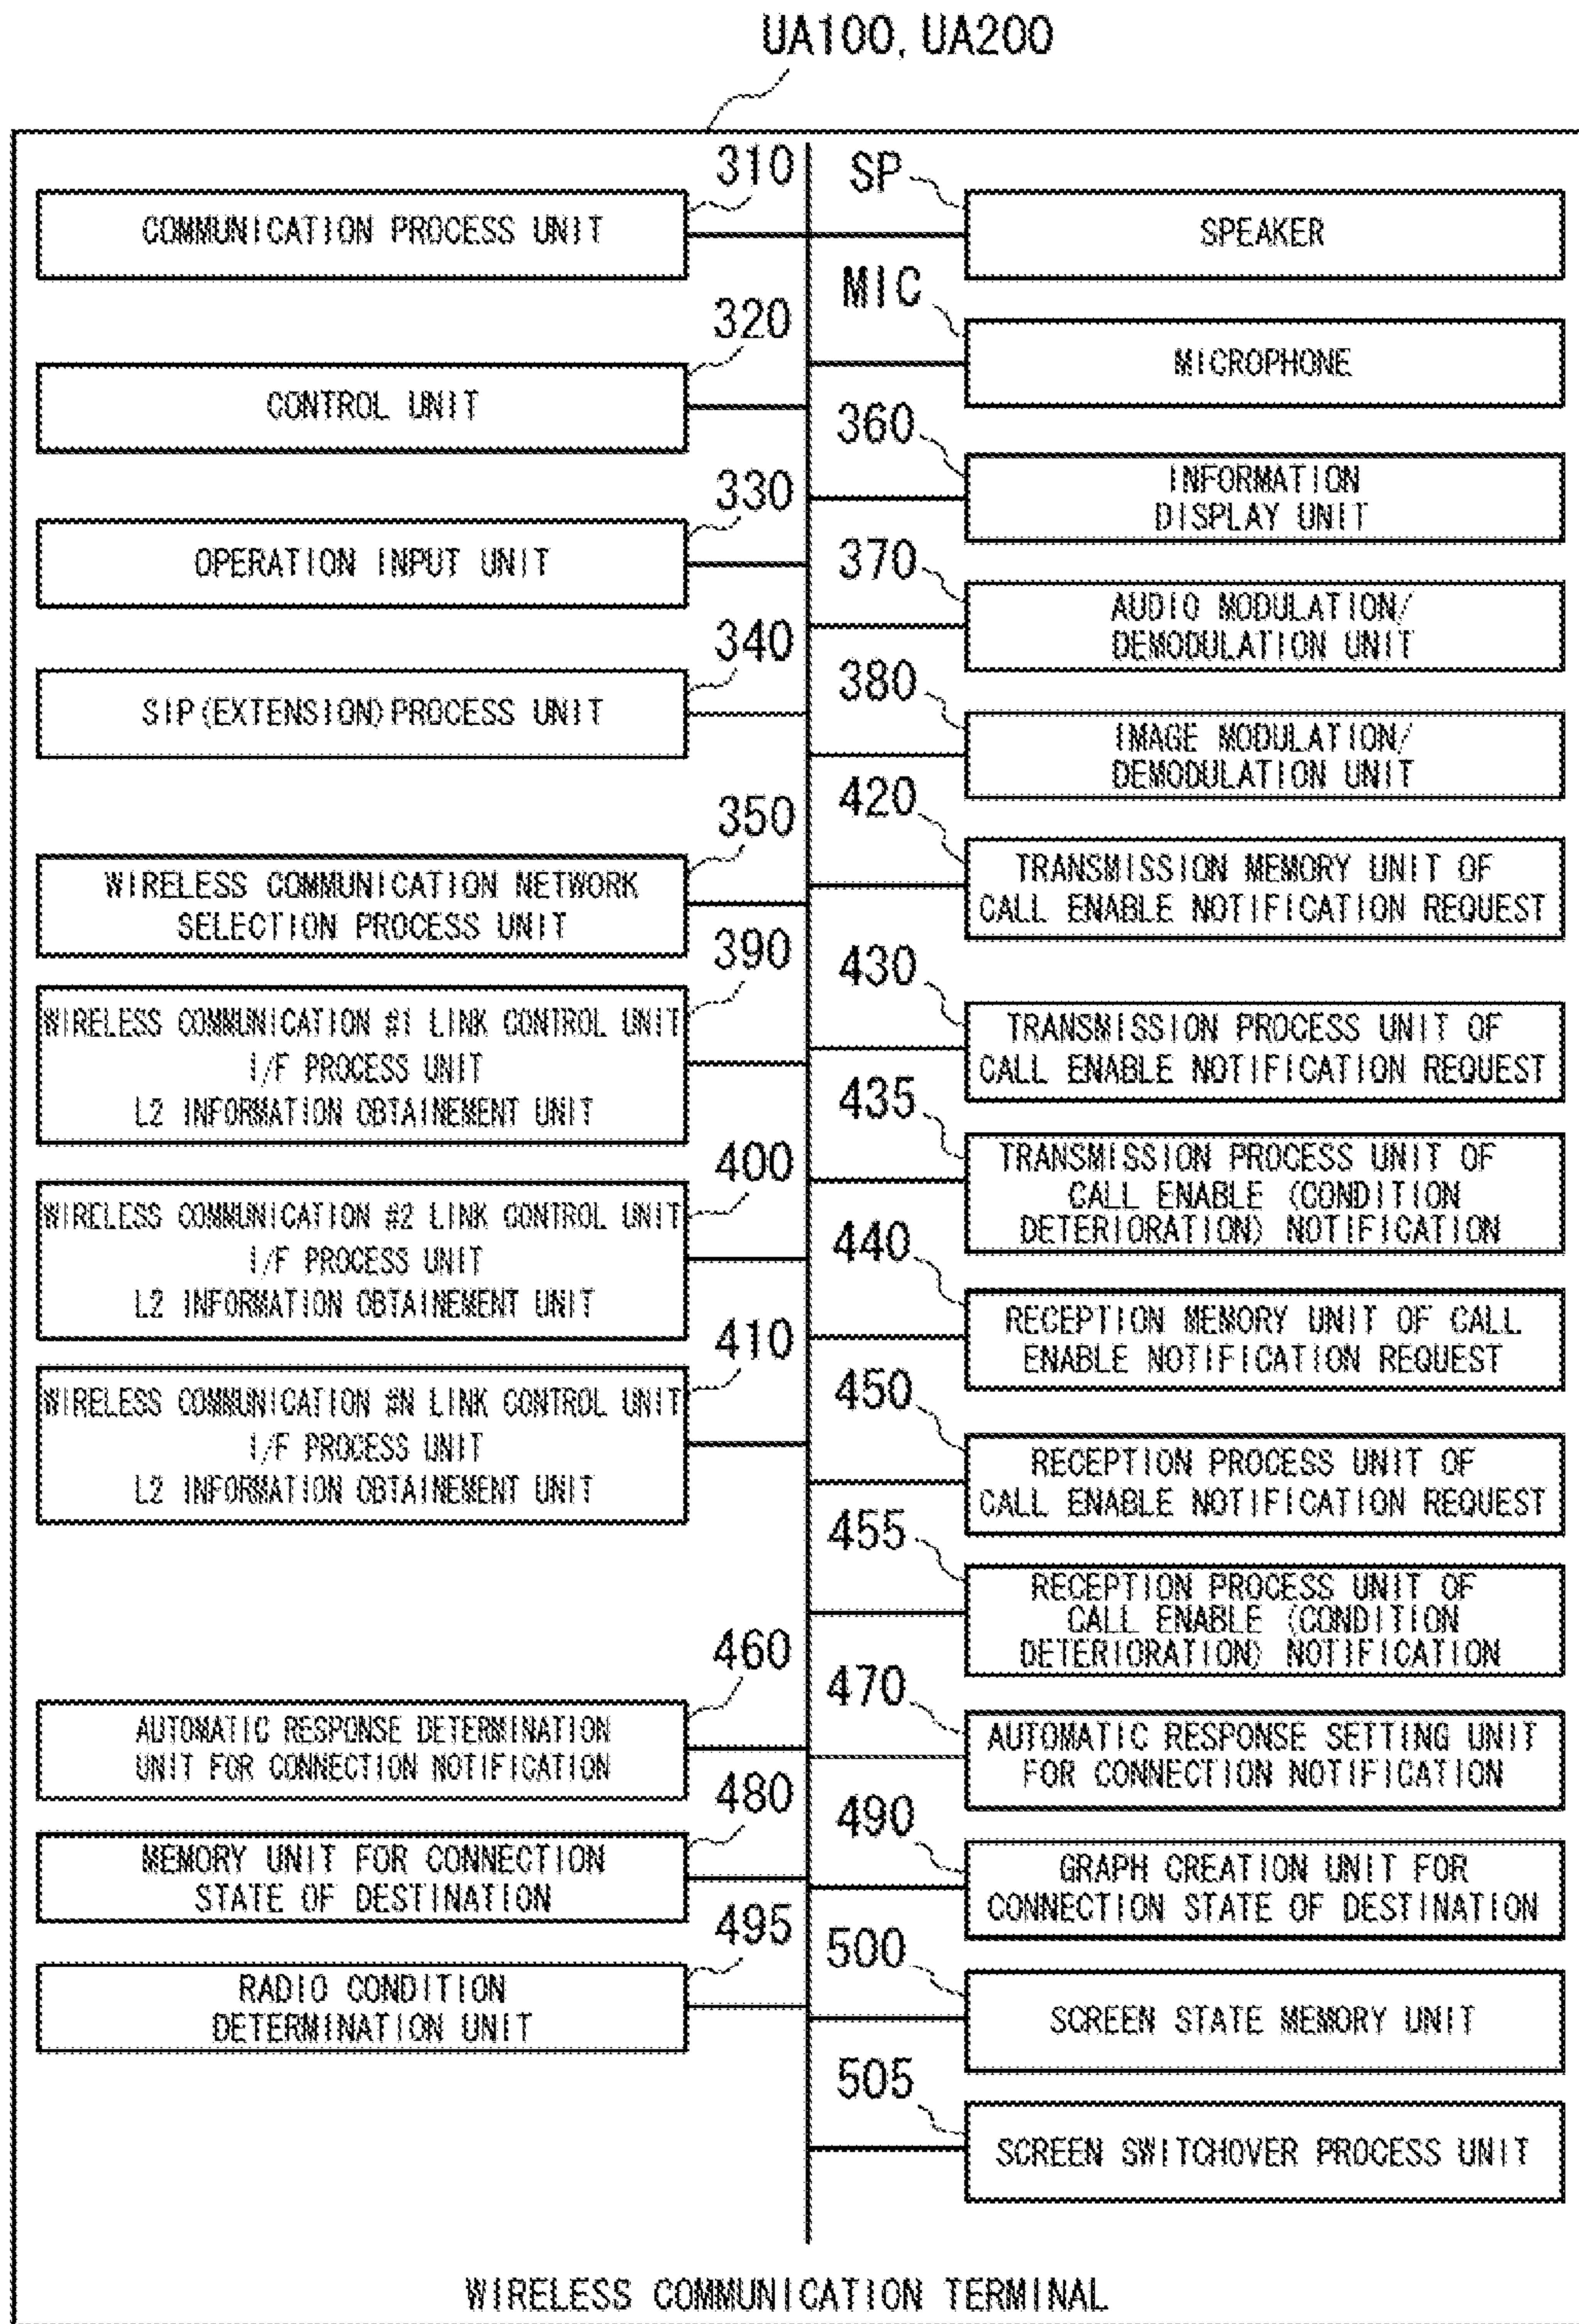 UA100, UA200
310
COMMUNICATION PROCESS UNIT
320
CONTROL UNIT
330
OPERATION INPUT UNIT
340
SIP(EXTENSION)PROCESS UNIT
350
WIRELESS COMMUNICATION NETWORK
SELECTION PROCESS UNIT
390
WIRELESS COMMUNICATION #1 LINK CONTROL UNIT
I/F PROCESS UNIT
L2 INFORMATION OBTAINEMENT UNIT
400
WIRELESS COMMUNICATION #2 LINK CONTROL UNIT
I/F PROCESS UNIT
L2 INFORMATION OBTAINEMENT UNIT
410
WIRELESS COMMUNICATION #N LINK CONTROL UNIT
I/F PROCESS UNIT
L2 INFORMATION OBTAINEMENT UNIT
460
AUTOMATIC RESPONSE DETERMINATION
UNIT FOR CONNECTION NOTIFICATION
480
MEMORY UNIT FOR CONNECTION
STATE OF DESTINATION
495
RADIO CONDITION
DETERMINATION UNIT
SP
SPEAKER
MIC
MICROPHONE
360
INFORMATION
DISPLAY UNIT
370
AUDIO MODULATION/
DEMODULATION UNIT
380
IMAGE MODULATION/
DEMODULATION UNIT
420
TRANSMISSION MEMORY UNIT OF
CALL ENABLE NOTIFICATION REQUEST
430
TRANSMISSION PROCESS UNIT OF
CALL ENABLE NOTIFICATION REQUEST
435
TRANSMISSION PROCESS UNIT OF
CALL ENABLE (CONDITION
DETERIORATION) NOTIFICATION
440
RECEPTION MEMORY UNIT OF CALL
ENABLE NOTIFICATION REQUEST
450
RECEPTION PROCESS UNIT OF
CALL ENABLE NOTIFICATION REQUEST
455
RECEPTION PROCESS UNIT OF
CALL ENABLE (CONDITION
DETERIORATION) NOTIFICATION
470
AUTOMATIC RESPONSE SETTING UNIT
FOR CONNECTION NOTIFICATION
490
GRAPH CREATION UNIT FOR
CONNECTION STATE OF DESTINATION
500
SCREEN STATE MEMORY UNIT
505
SCREEN SWITCHOVER PROCESS UNIT
WIRELESS COMMUNICATION TERMINAL